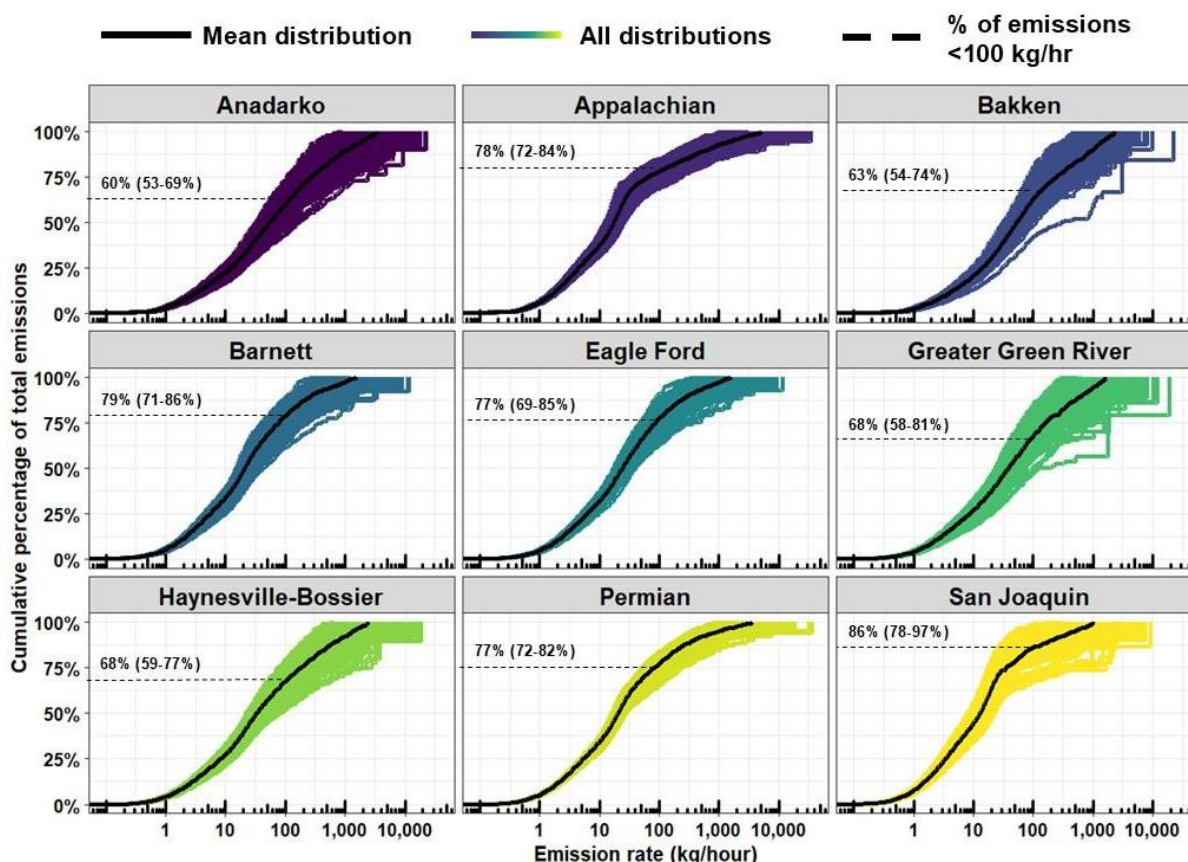 Mean distribution
All distributions
% of emissions
<100 kg/hr
Cumulative percentage of total emissions
Anadarko
100%
75%
50%
25%
0%
60% (53-69%)
Appalachian
78% (72-84%)
Bakken
63% (54-74%)
Barnett
100%
75%
50%
25%
0%
79% (71-86%)
Eagle Ford
77% (69-85%)
Greater Green River
68% (58-81%)
Haynesville-Bossier
100%
75%
50%
25%
0%
68% (59-77%)
Permian
77% (72-82%)
San Joaquin
86% (78-97%)
1 10 100 1,000 10,000
1 10 100 1,000 10,000
1 10 100 1,000 10,000
Emission rate (kg/hour)